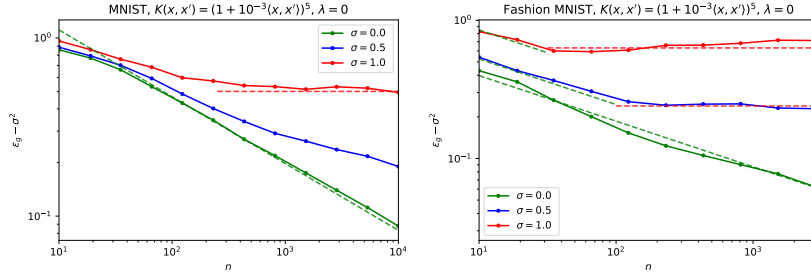 MNIST, K(x, x′) = (1 + 10⁻³⟨x, x′⟩)⁵, λ = 0
εg − σ²
10⁰
10⁻¹
σ = 0.0
σ = 0.5
σ = 1.0
10¹ 10² 10³ 10⁴
n
Fashion MNIST, K(x, x′) = (1 + 10⁻³⟨x, x′⟩)⁵, λ = 0
εg − σ²
10⁰
10⁻¹
σ = 0.0
σ = 0.5
σ = 1.0
10¹ 10² 10³
n